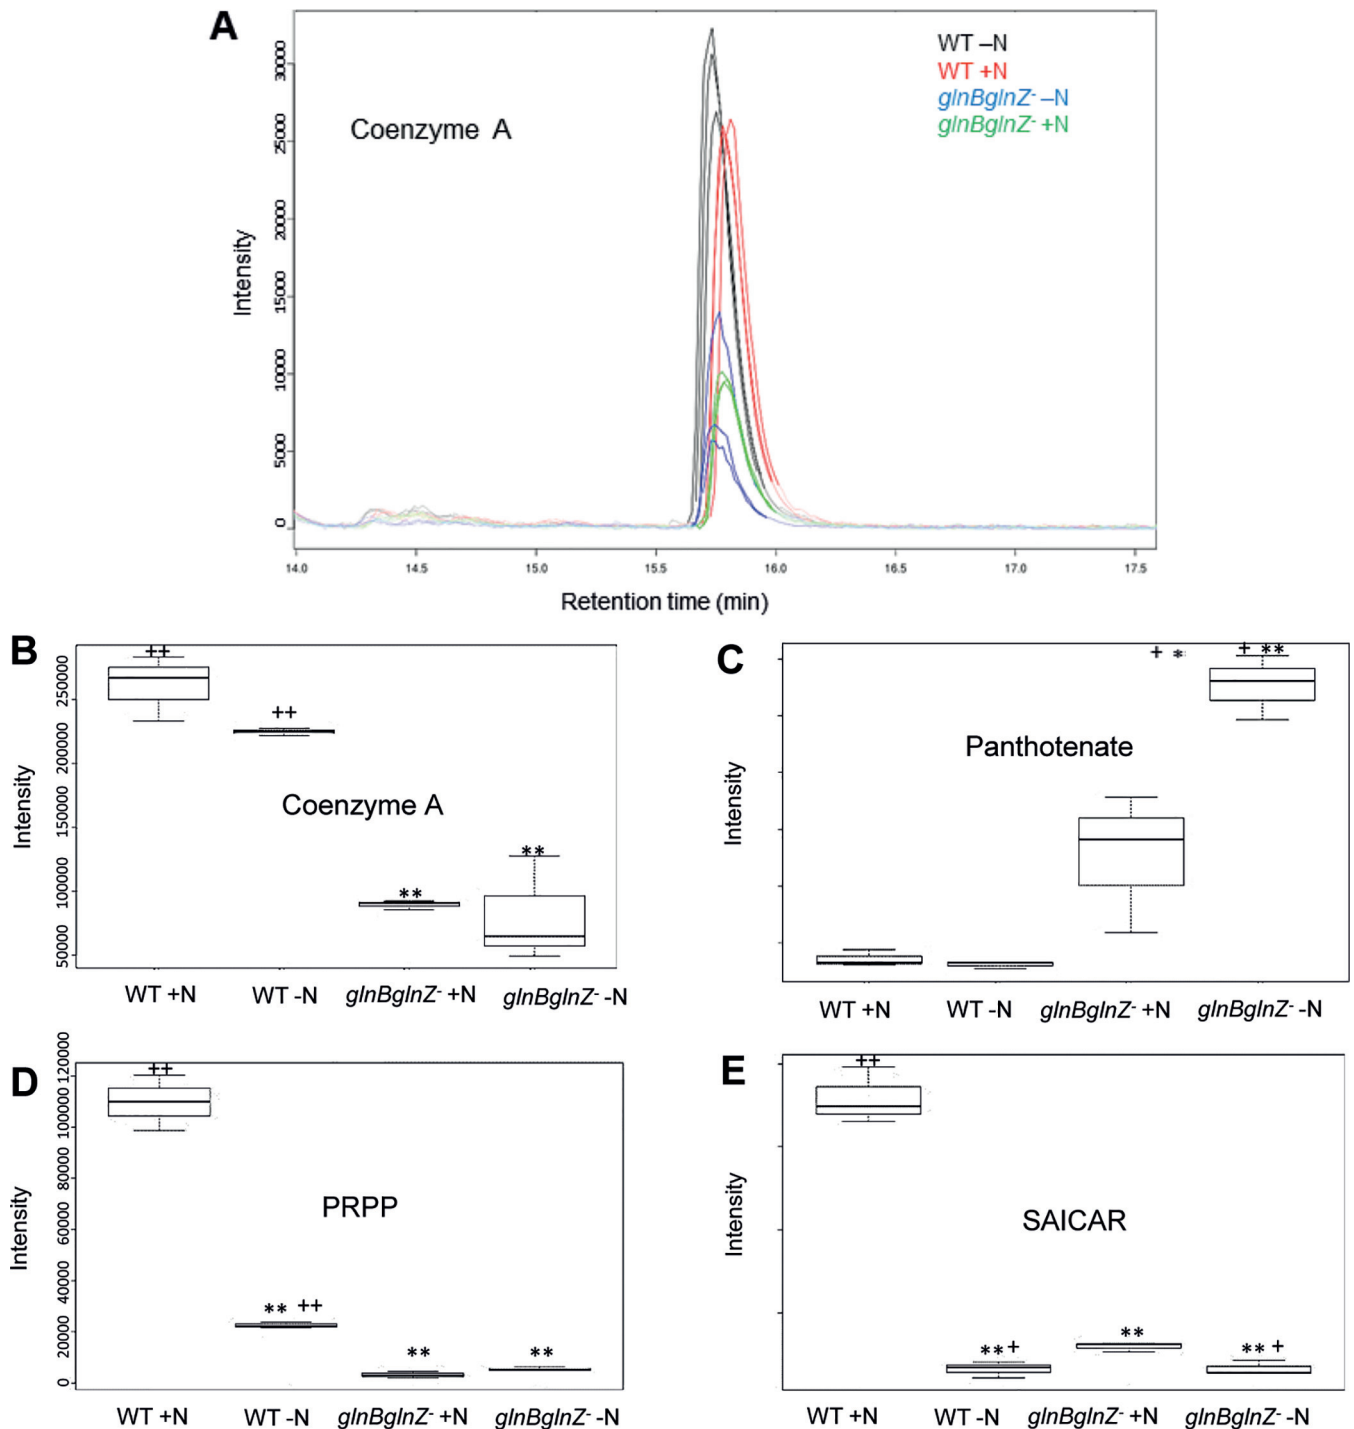 A
WT –N
WT +N
glnBglnZ⁻ –N
glnBglnZ⁻ +N
Coenzyme A
Intensity
30000
25000
20000
15000
10000
5000
0
14.0 14.5 15.0 15.5 16.0 16.5 17.0 17.5
Retention time (min)
B
++
++
**
**
Coenzyme A
Intensity
250000
200000
150000
100000
50000
WT +N WT -N glnBglnZ⁻ +N glnBglnZ⁻ -N
C
+ *
+ **
Panthotenate
Intensity
WT +N WT -N glnBglnZ⁻ +N glnBglnZ⁻ -N
D
++
PRPP
** ++
**
**
Intensity
120000
100000
80000
60000
40000
20000
0
WT +N WT -N glnBglnZ⁻ +N glnBglnZ⁻ -N
E
++
SAICAR
**+
**
** +
Intensity
WT +N WT -N glnBglnZ⁻ +N glnBglnZ⁻ -N